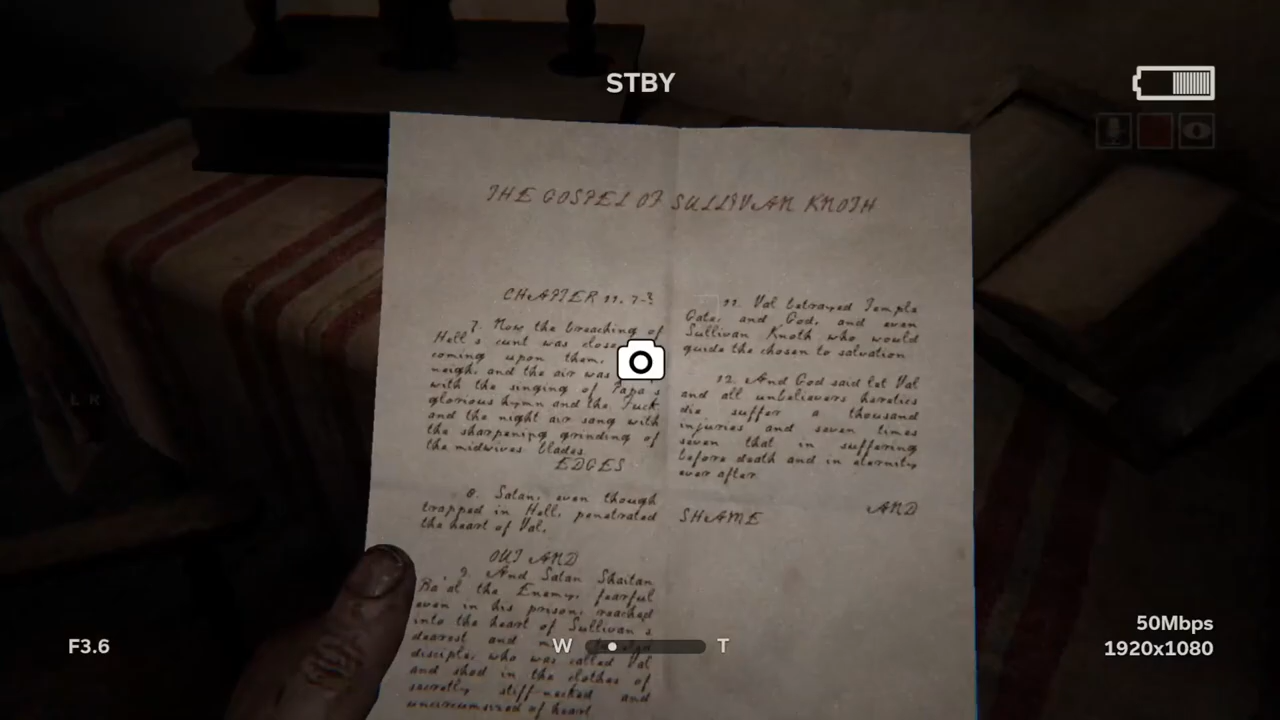 STBY
THE GOSPEL OF SULLIVAN KNOTH
CHAPTER 11. 7-
7. Now the breaching of
Hell's cunt was close
coming upon them.
neigh, and the air was
with the singing of Papa's
glorious hymn and the Fuck
and the night air sang with
the sharpening grinding of
the midwives' blades.
EDGES
8. Satan, even though
trapped in Hell, penetrated
the heart of Val.
OUT AND
9. And Satan Shaitan
Ba'al the Enemy, fearful
even in his prison, reached
into the heart of Sullivan's
dearest and
disciple, who was called Val
and shod in the clothes of
secretly stiff-necked and
uncircumsized of heart.
11. Val betrayed Temple
Gate, and God, and even
Sullivan Knoth who would
guide the chosen to salvation
12. And God said let Val
and all unbelievers heretics
die suffer a thousand
injuries and seven times
seven that in suffering
before death and in eternity
ever after.
AND
SHAME
F3.6
W T
50Mbps
1920x1080